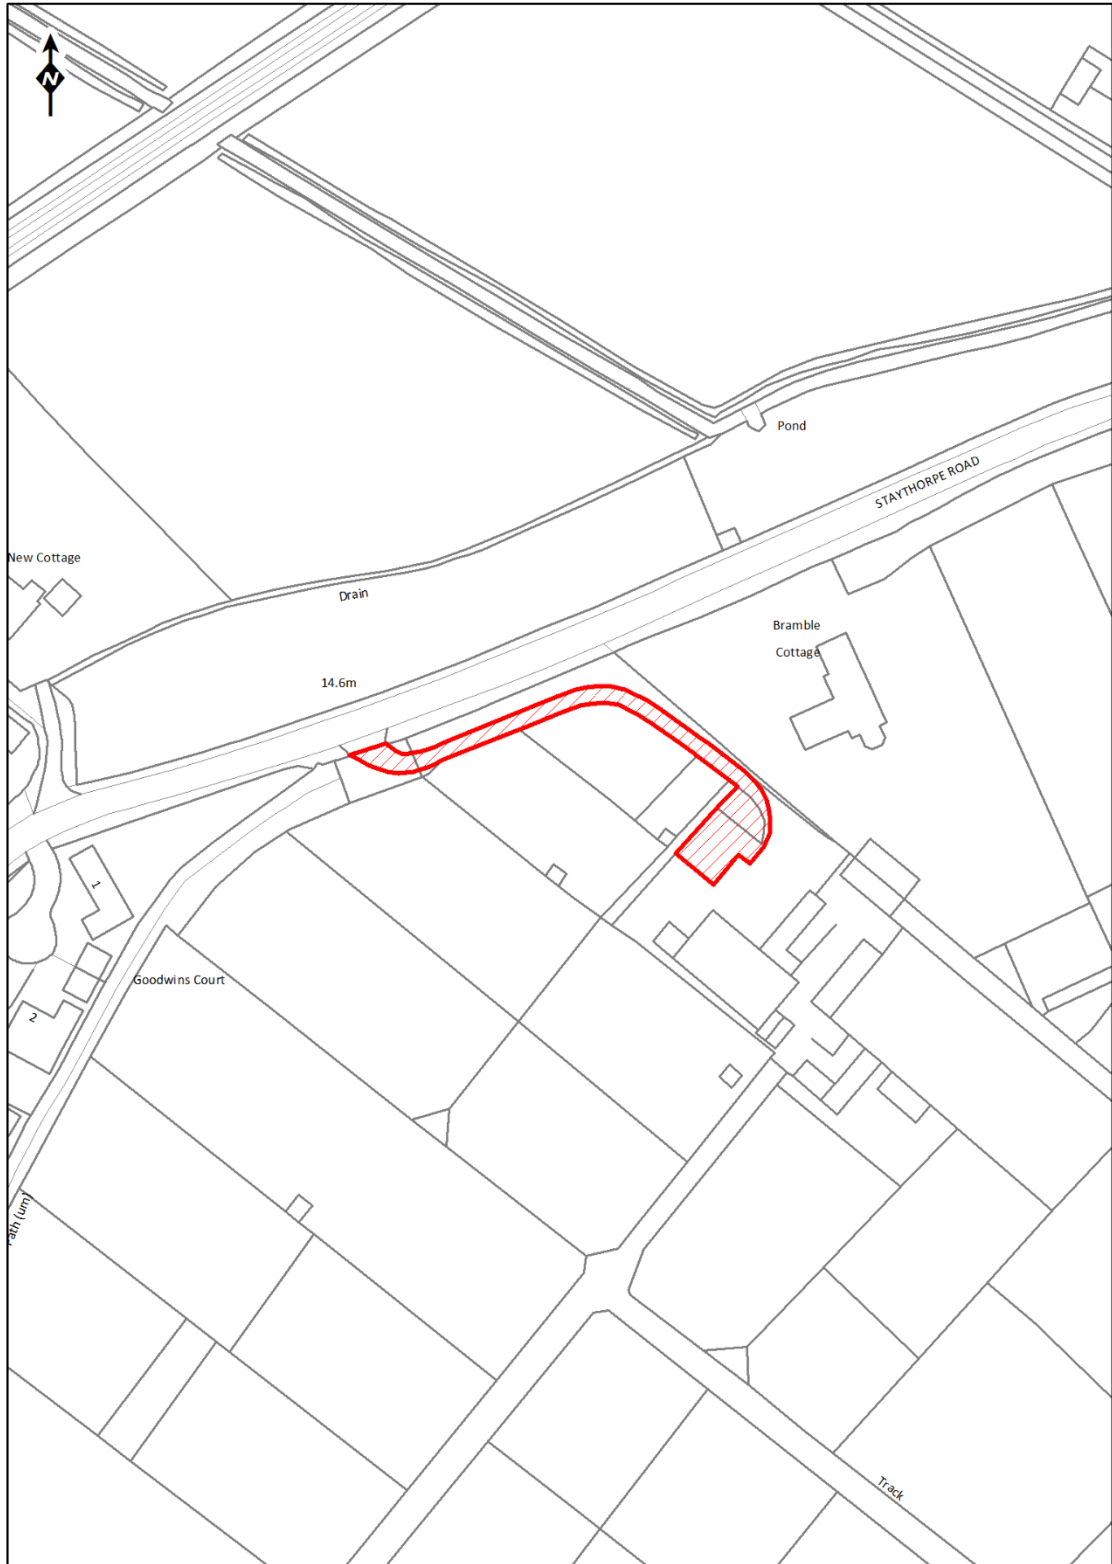 N
Pond
STAYTHORPE ROAD
New Cottage
Drain
Bramble
Cottage
14.6m
1
Goodwins Court
2
Path (um)
Track